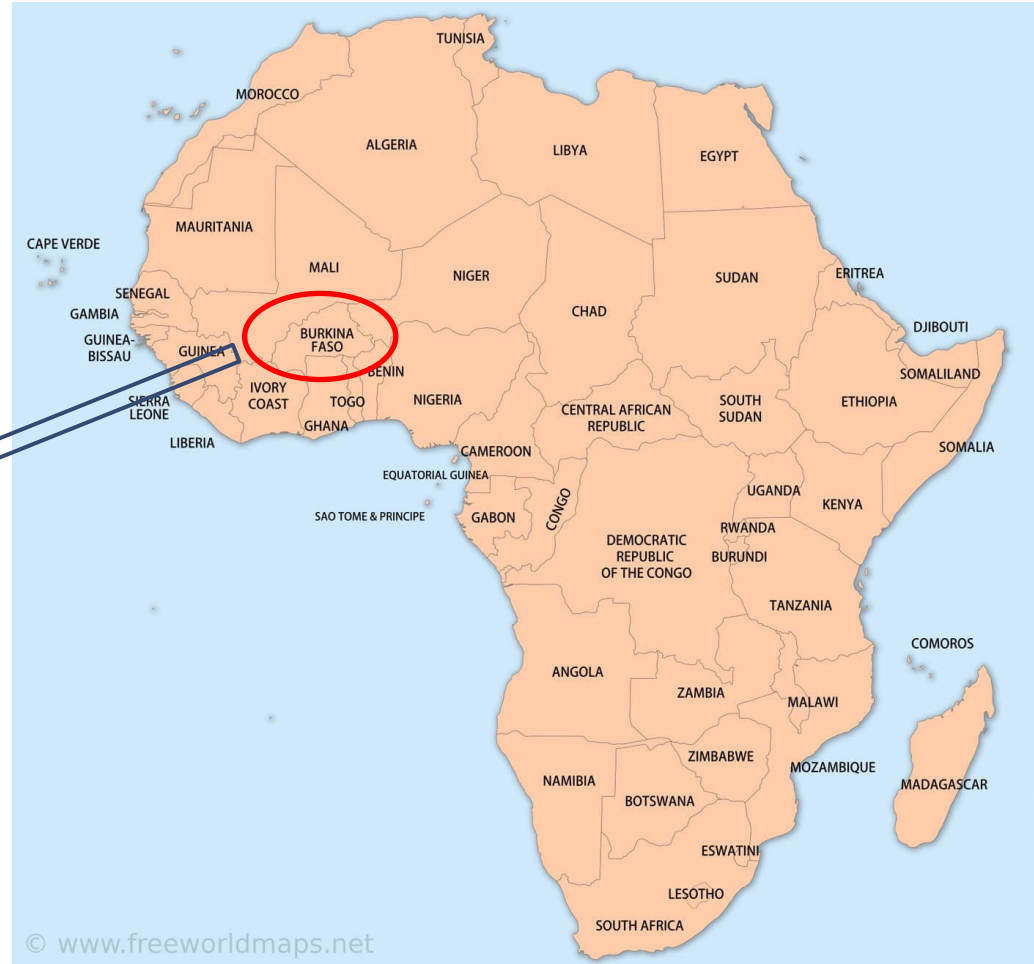 TUNISIA
MOROCCO
ALGERIA
LIBYA
EGYPT
MAURITANIA
CAPE VERDE
MALI
NIGER
SUDAN
ERITREA
SENEGAL
CHAD
GAMBIA
DJIBOUTI
GUINEA-
BISSAU
GUINEA
BURKINA
FASO
BENIN
SOMALILAND
IVORY
COAST
TOGO
NIGERIA
SIERRA
LEONE
CENTRAL AFRICAN
REPUBLIC
SOUTH
SUDAN
ETHIOPIA
GHANA
LIBERIA
CAMEROON
SOMALIA
EQUATORIAL GUINEA
UGANDA
KENYA
SAO TOME & PRINCIPE
GABON
CONGO
RWANDA
DEMOCRATIC
REPUBLIC
OF THE CONGO
BURUNDI
TANZANIA
COMOROS
ANGOLA
ZAMBIA
MALAWI
ZIMBABWE
MOZAMBIQUE
NAMIBIA
MADAGASCAR
BOTSWANA
ESWATINI
LESOTHO
SOUTH AFRICA
© www.freeworldmaps.net